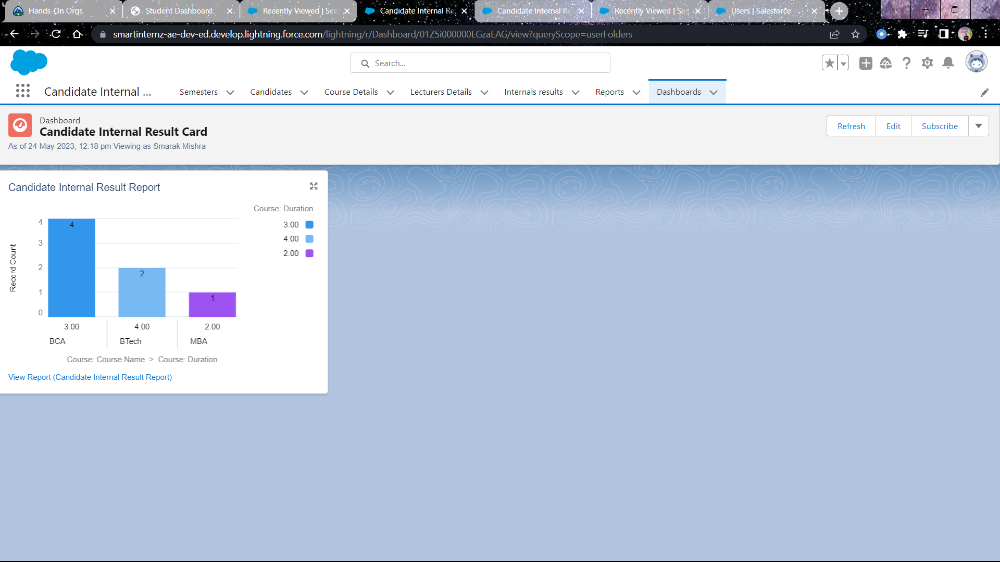 Hands-On Orgs
Student Dashboard.
Recently Viewed | Sem
Candidate Internal Re
Candidate Internal Re
Recently Viewed | Sem
Users | Salesforce
smartinternz-ae-dev-ed.develop.lightning.force.com/lightning/r/Dashboard/01Z5i000000EGzaEAG/view?queryScope=userFolders
Search...
Candidate Internal ...
Semesters
Candidates
Course Details
Lecturers Details
Internals results
Reports
Dashboards
Dashboard
Candidate Internal Result Card
As of 24-May-2023, 12:18 pm·Viewing as Smarak Mishra
Refresh
Edit
Subscribe
Candidate Internal Result Report
Course: Duration
3.00
4.00
2.00
Record Count
4
3
2
1
0
4
2
1
3.00
4.00
2.00
BCA
BTech
MBA
Course: Course Name > Course: Duration
View Report (Candidate Internal Result Report)